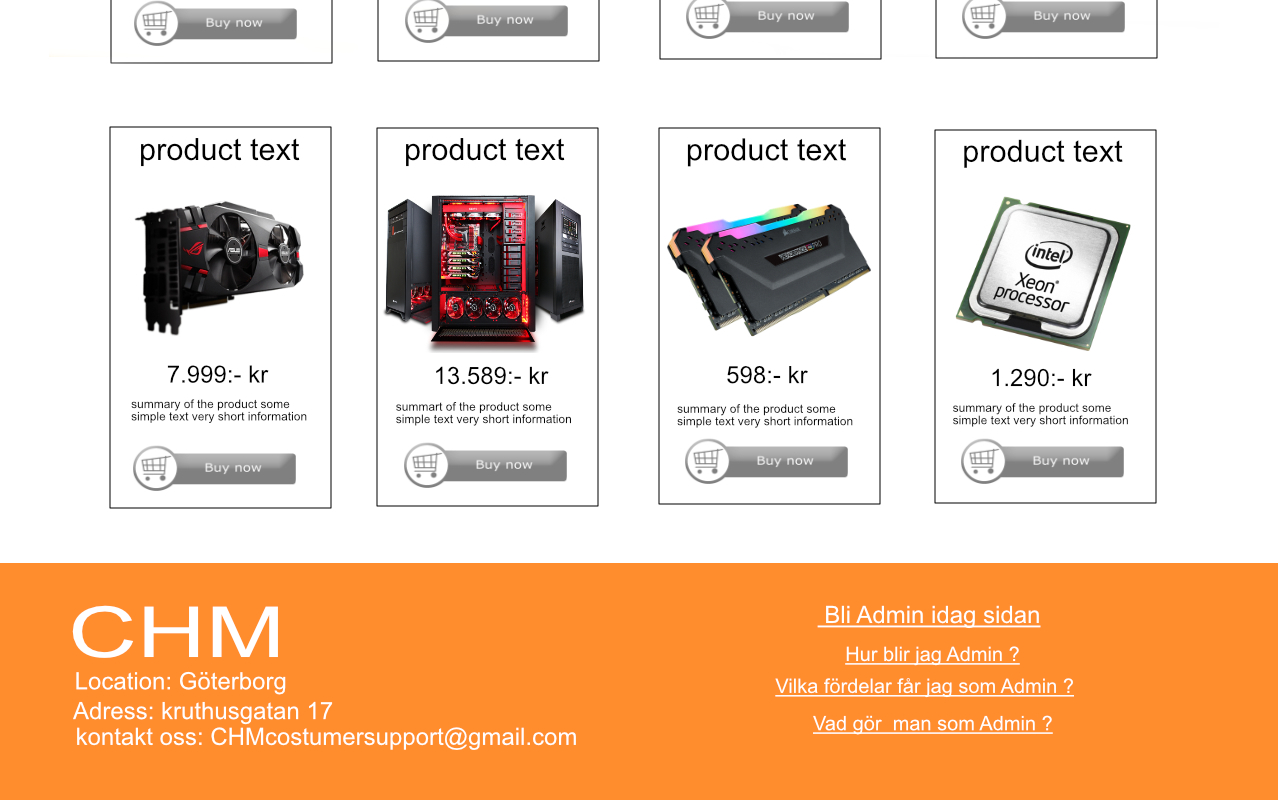 Buy now
Buy now
Buy now
Buy now
product text
product text
product text
product text
ASUS
intel
Xeon®
processor
7.999:- kr
13.589:- kr
598:- kr
1.290:- kr
summary of the product some
simple text very short information
summart of the product some
simple text very short information
summary of the product some
simple text very short information
summary of the product some
simple text very short information
Buy now
Buy now
Buy now
Buy now
CHM
Location: Göterborg
Adress: kruthusgatan 17
kontakt oss: CHMcostumersupport@gmail.com
Bli Admin idag sidan
Hur blir jag Admin ?
Vilka fördelar får jag som Admin ?
Vad gör  man som Admin ?